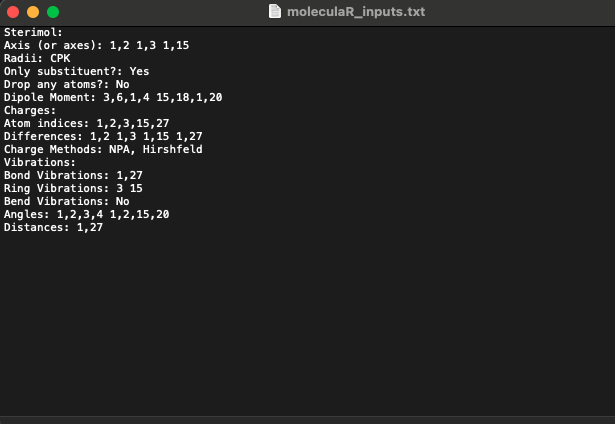 moleculaR_inputs.txt
Sterimol:
Axis (or axes): 1,2 1,3 1,15
Radii: CPK
Only substituent?: Yes
Drop any atoms?: No
Dipole Moment: 3,6,1,4 15,18,1,20
Charges:
Atom indices: 1,2,3,15,27
Differences: 1,2 1,3 1,15 1,27
Charge Methods: NPA, Hirshfeld
Vibrations:
Bond Vibrations: 1,27
Ring Vibrations: 3 15
Bend Vibrations: No
Angles: 1,2,3,4 1,2,15,20
Distances: 1,27